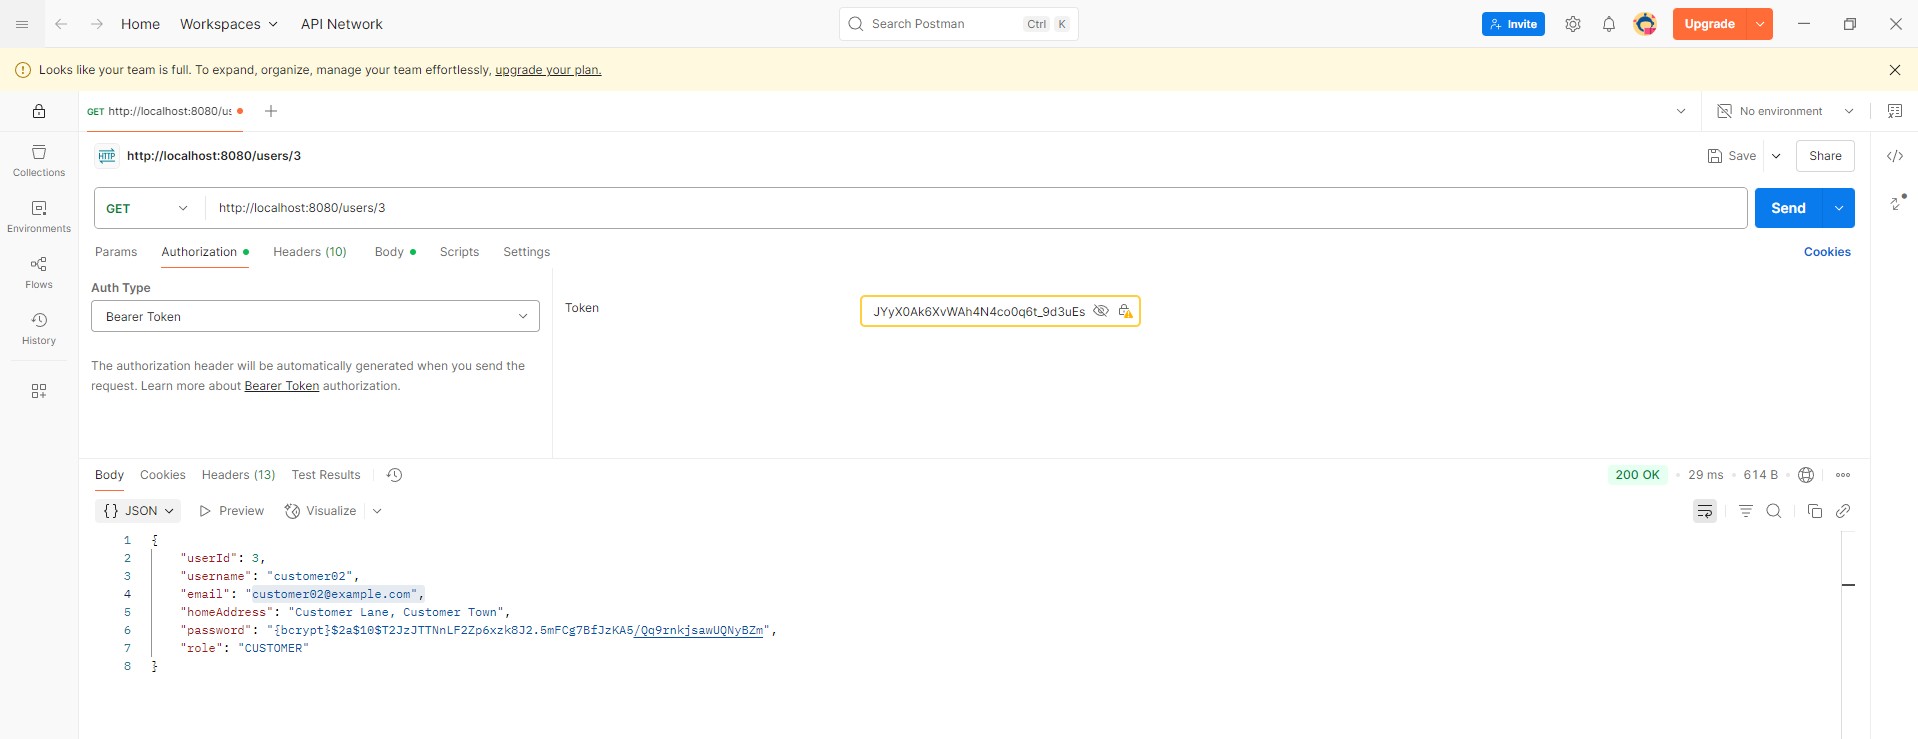 Home Workspaces API Network Search Postman Ctrl K Invite Upgrade
Looks like your team is full. To expand, organize, manage your team effortlessly, upgrade your plan.
GET http://localhost:8080/us No environment
Collections
Environments
Flows
History
HTTP http://localhost:8080/users/3 Save Share
GET http://localhost:8080/users/3 Send
Params Authorization Headers (10) Body Scripts Settings Cookies
Auth Type
Bearer Token
The authorization header will be automatically generated when you send the
request. Learn more about Bearer Token authorization.
Token JYyX0Ak6XvWAh4N4co0q6t_9d3uEs
Body Cookies Headers (13) Test Results 200 OK 29 ms 614 B
{} JSON Preview Visualize
1 {
2 "userId": 3,
3 "username": "customer02",
4 "email": "customer02@example.com",
5 "homeAddress": "Customer Lane, Customer Town",
6 "password": "{bcrypt}$2a$10$T2JzJTTNnLF2Zp6xzk8J2.5mFCg7BfJzKA5/Qq9rnkjsawUQNyBZm",
7 "role": "CUSTOMER"
8 }